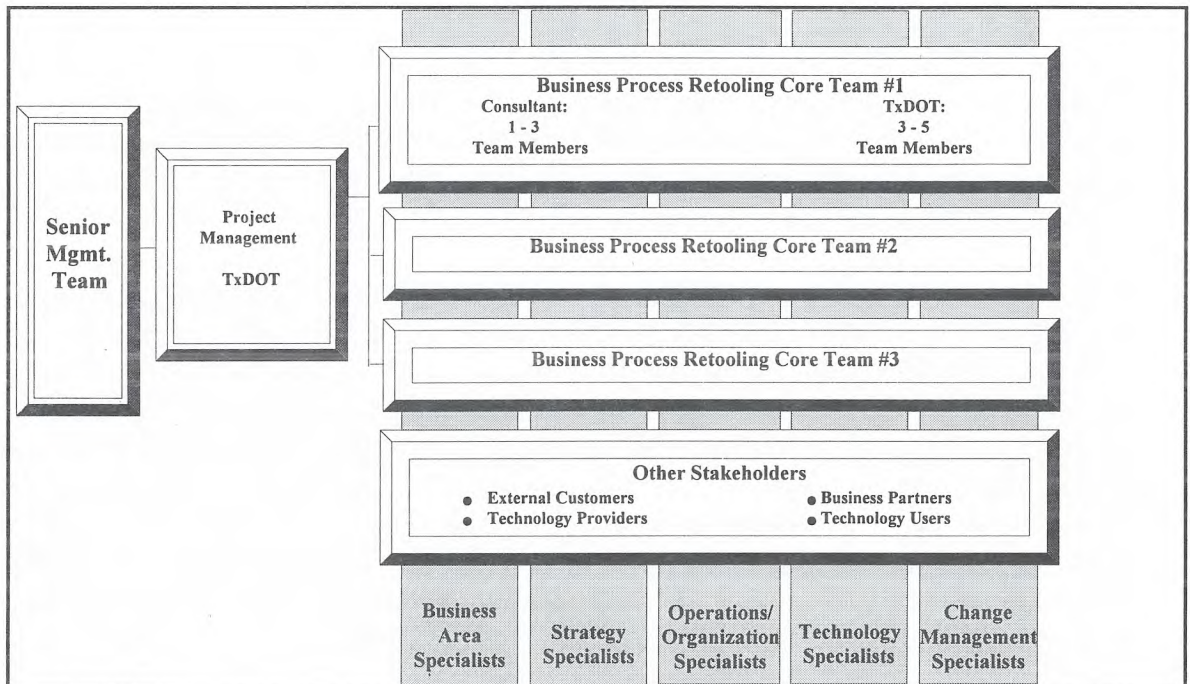 Business Process Retooling Core Team #1
Consultant:
1 - 3
Team Members
TxDOT:
3 - 5
Team Members
Senior
Mgmt.
Team
Project
Management
TxDOT
Business Process Retooling Core Team #2
Business Process Retooling Core Team #3
Other Stakeholders
● External Customers
● Technology Providers
● Business Partners
● Technology Users
Business
Area
Specialists
Strategy
Specialists
Operations/
Organization
Specialists
Technology
Specialists
Change
Management
Specialists